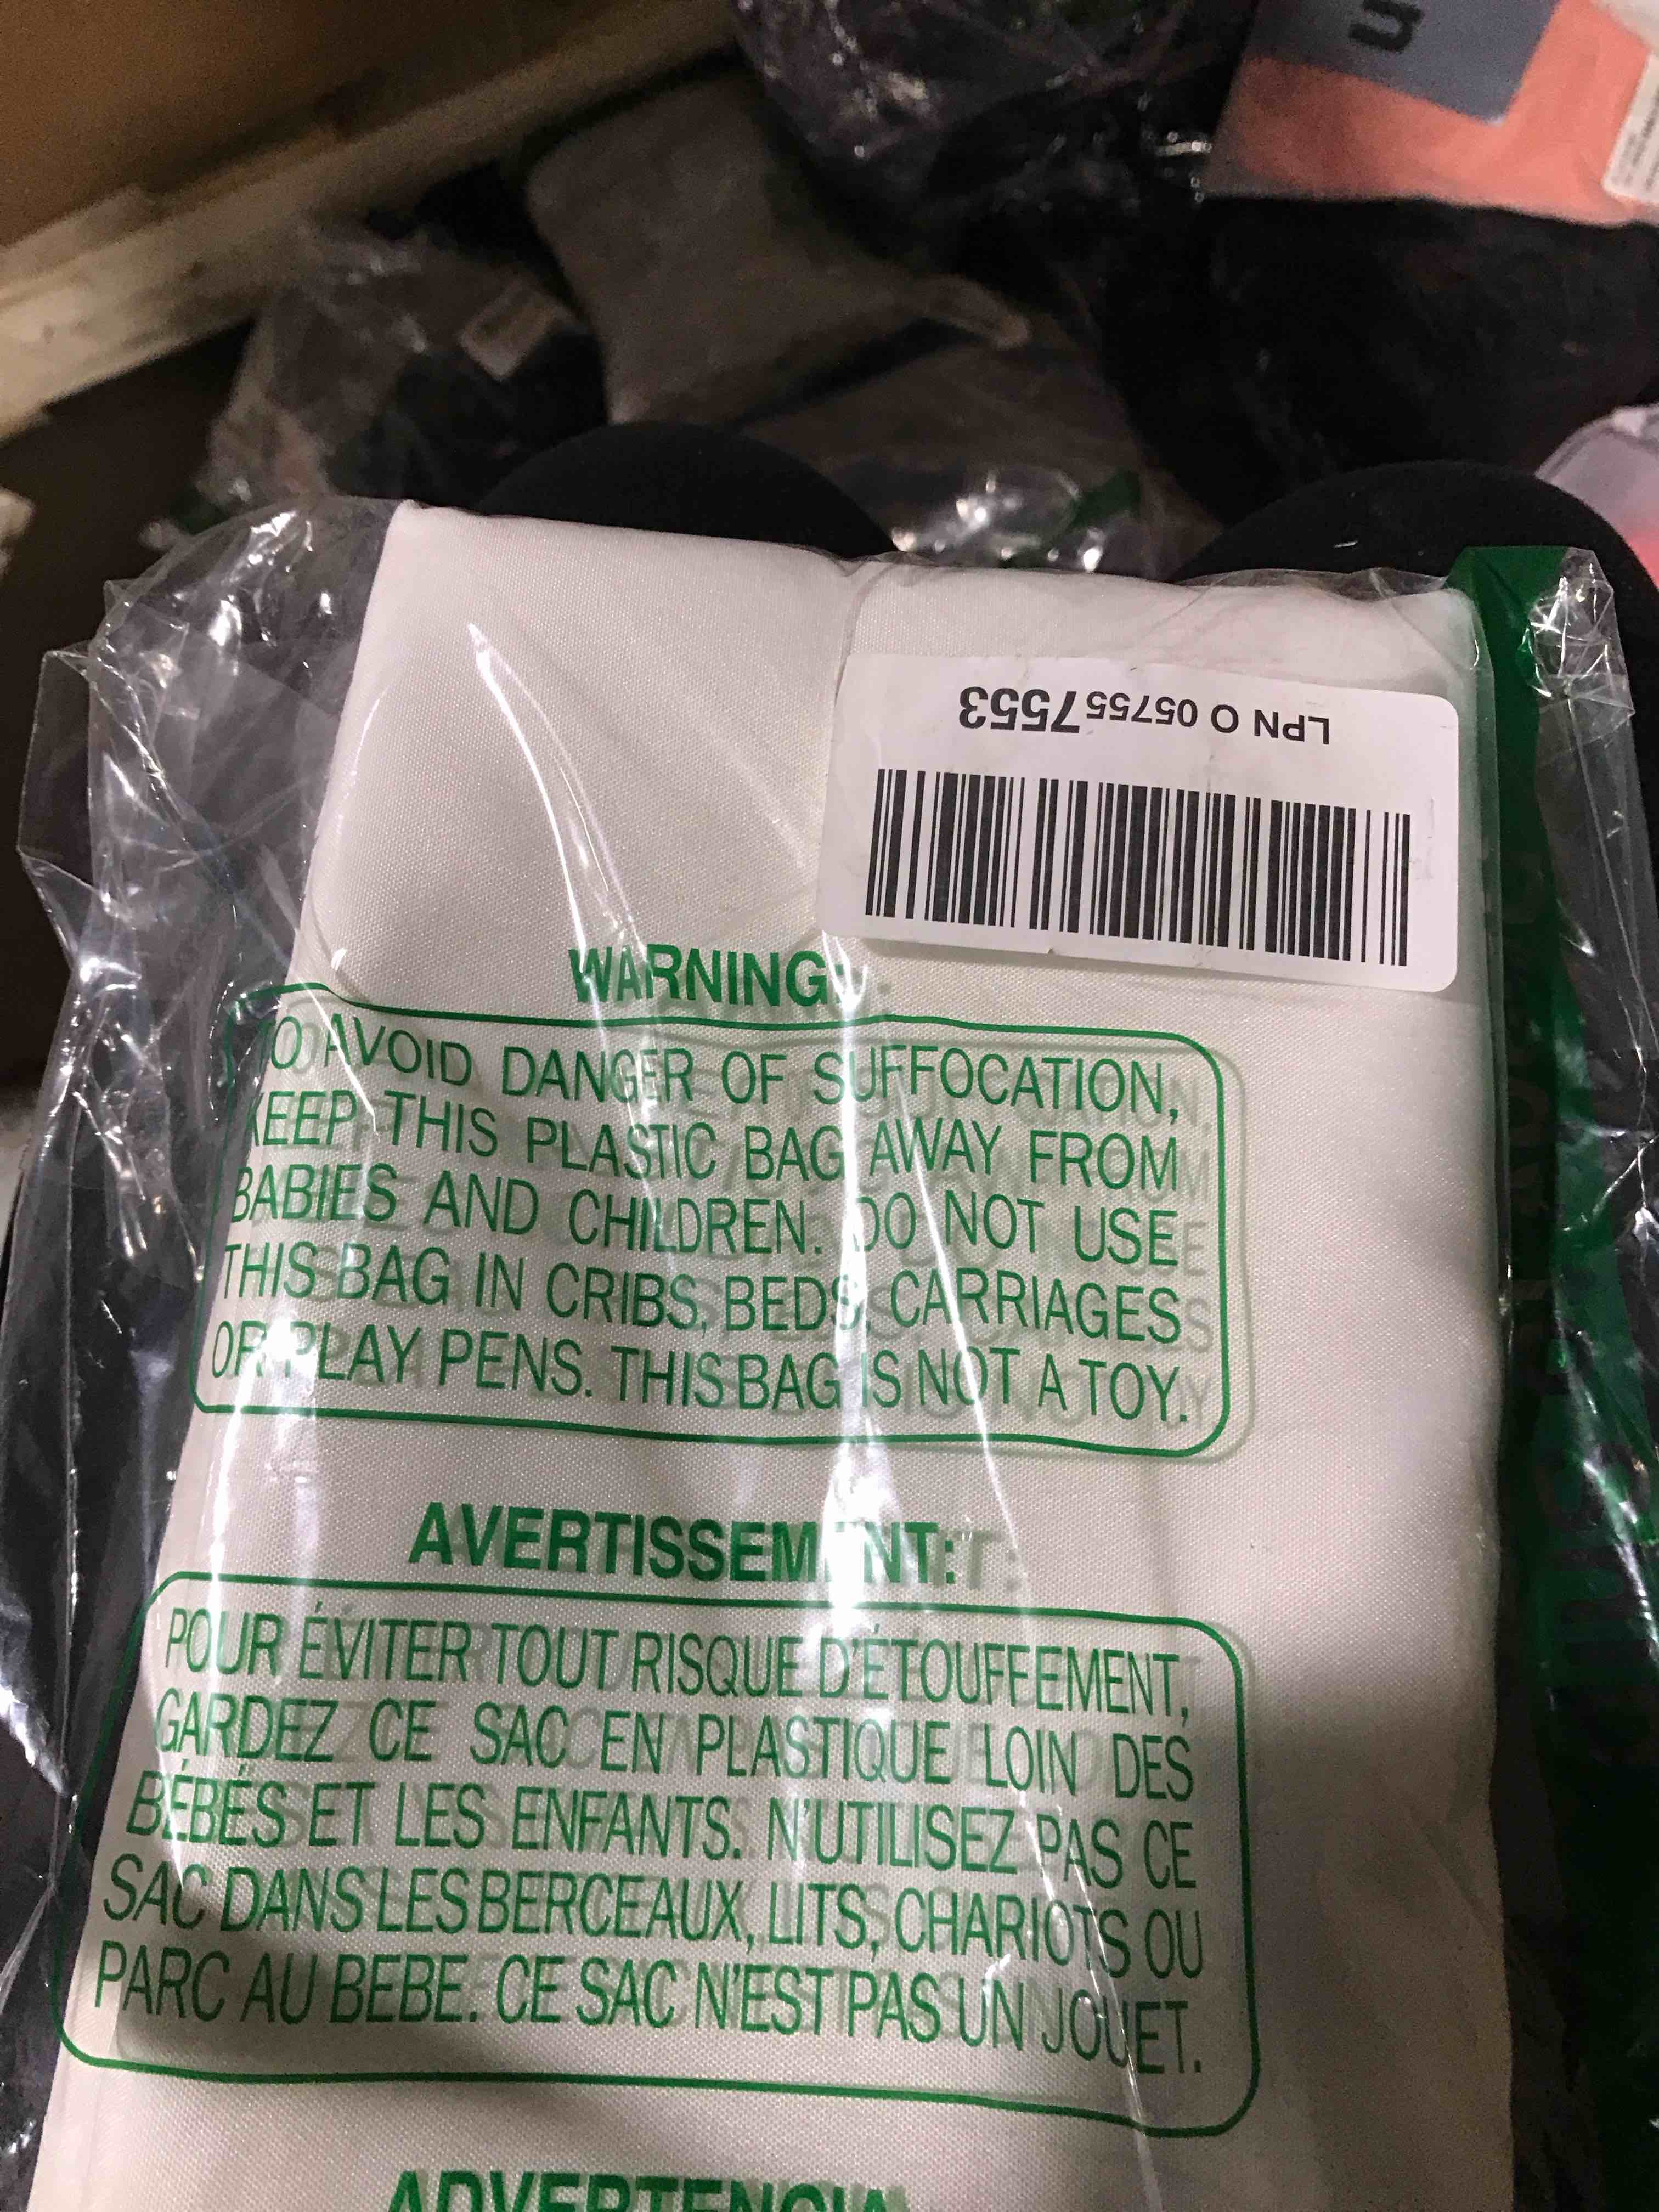 n
LPN O 057557553
WARNING:
TO AVOID DANGER OF SUFFOCATION,
KEEP THIS PLASTIC BAG AWAY FROM
BABIES AND CHILDREN. DO NOT USE
THIS BAG IN CRIBS, BEDS, CARRIAGES
OR PLAY PENS. THIS BAG IS NOT A TOY.
AVERTISSEMENT:
POUR ÉVITER TOUT RISQUE D'ÉTOUFFEMENT,
GARDEZ CE SAC EN PLASTIQUE LOIN DES
BÉBÉS ET LES ENFANTS. N'UTILISEZ PAS CE
SAC DANS LES BERCEAUX, LITS, CHARIOTS OU
PARC AU BEBE. CE SAC N'EST PAS UN JOUET.
ADVERTENCIA